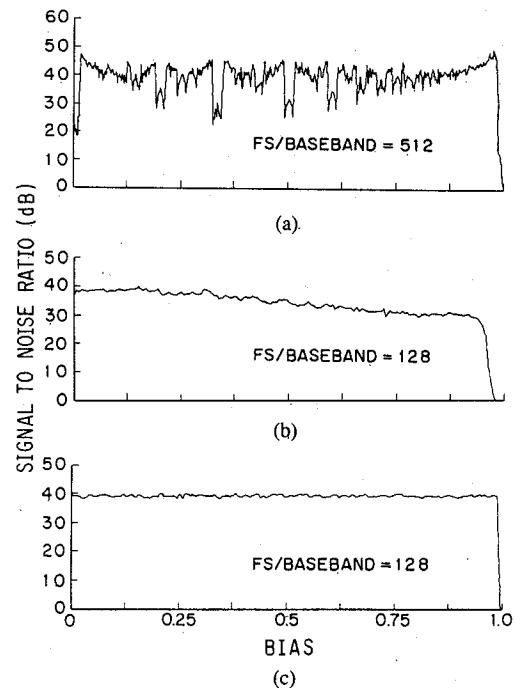 SIGNAL TO NOISE RATIO (dB)
60
50
40
30
20
10
0
FS/BASEBAND = 512
(a)
50
40
30
20
10
0
FS/BASEBAND = 128
(b)
50
40
30
20
10
0
FS/BASEBAND = 128
0 0.25 0.5 0.75 1.0
BIAS
(c)